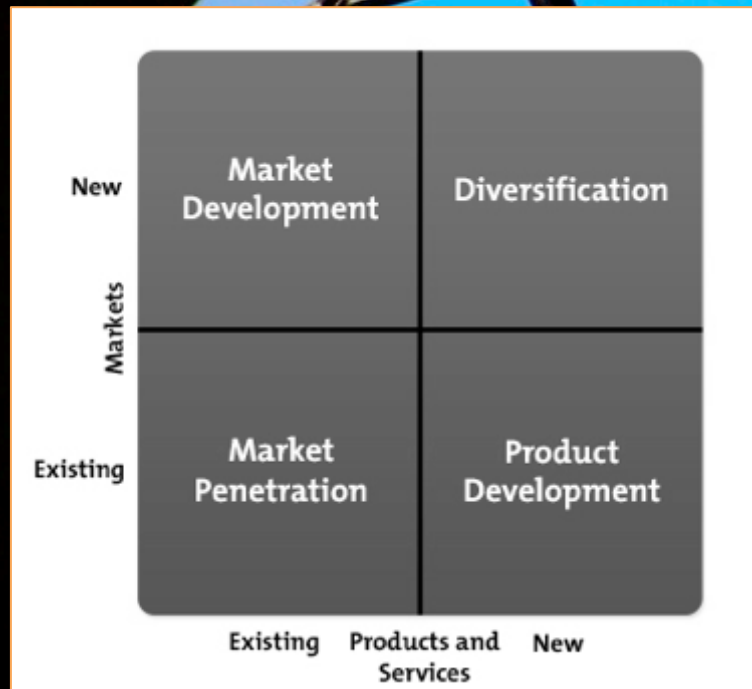 New
Market
Development
Diversification
Markets
Existing
Market
Penetration
Product
Development
Existing
Products and
Services
New